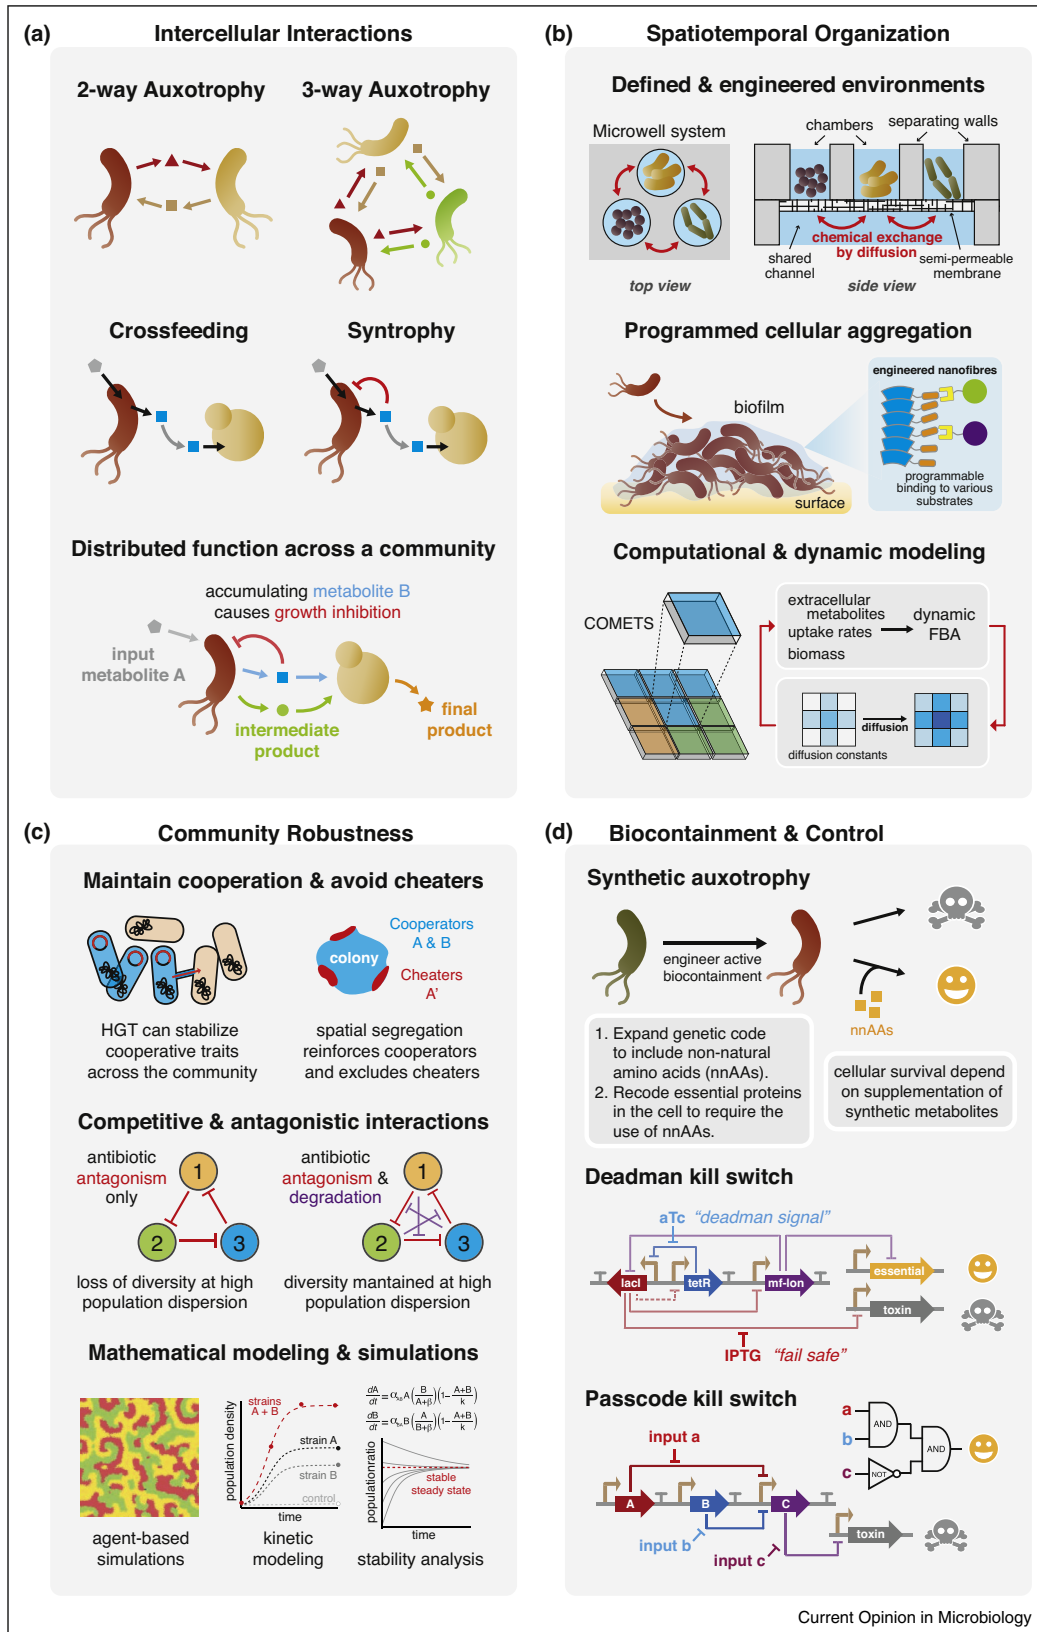 (a) Intercellular Interactions
2-way Auxotrophy
3-way Auxotrophy
Crossfeeding
Syntrophy
Distributed function across a community
accumulating metabolite B
causes growth inhibition
input
metabolite A
intermediate
product
final
product
(b) Spatiotemporal Organization
Defined & engineered environments
Microwell system
top view
chambers
separating walls
chemical exchange
by diffusion
shared
channel
semi-permeable
membrane
side view
Programmed cellular aggregation
biofilm
surface
engineered nanofibres
programmable
binding to various
substrates
Computational & dynamic modeling
COMETS
extracellular
metabolites
uptake rates
biomass
dynamic
FBA
diffusion
diffusion constants
(c) Community Robustness
Maintain cooperation & avoid cheaters
HGT can stabilize
cooperative traits
across the community
colony
Cooperators
A & B
Cheaters
A'
spatial segregation
reinforces cooperators
and excludes cheaters
Competitive & antagonistic interactions
antibiotic
antagonism
only
1
2
3
loss of diversity at high
population dispersion
antibiotic
antagonism &
degradation
1
2
3
diversity mantained at high
population dispersion
Mathematical modeling & simulations
agent-based
simulations
population density
strains
A + B
strain A
strain B
control
time
kinetic
modeling
dA/dt = αₐᵦ A (B/(A+β)) (1− (A+B)/k)
dB/dt = αᵦₐ B (A/(B+β)) (1− (A+B)/k)
populationratio
stable
steady state
time
stability analysis
(d) Biocontainment & Control
Synthetic auxotrophy
engineer active
biocontainment
nnAAs
1. Expand genetic code
to include non-natural
amino acids (nnAAs).
2. Recode essential proteins
in the cell to require the
use of nnAAs.
cellular survival depend
on supplementation of
synthetic metabolites
Deadman kill switch
aTc "deadman signal"
lacI
tetR
mf-lon
essential
toxin
IPTG "fail safe"
Passcode kill switch
a
b
c
AND
NOT
AND
input a
A
B
C
input b
input c
toxin
Current Opinion in Microbiology